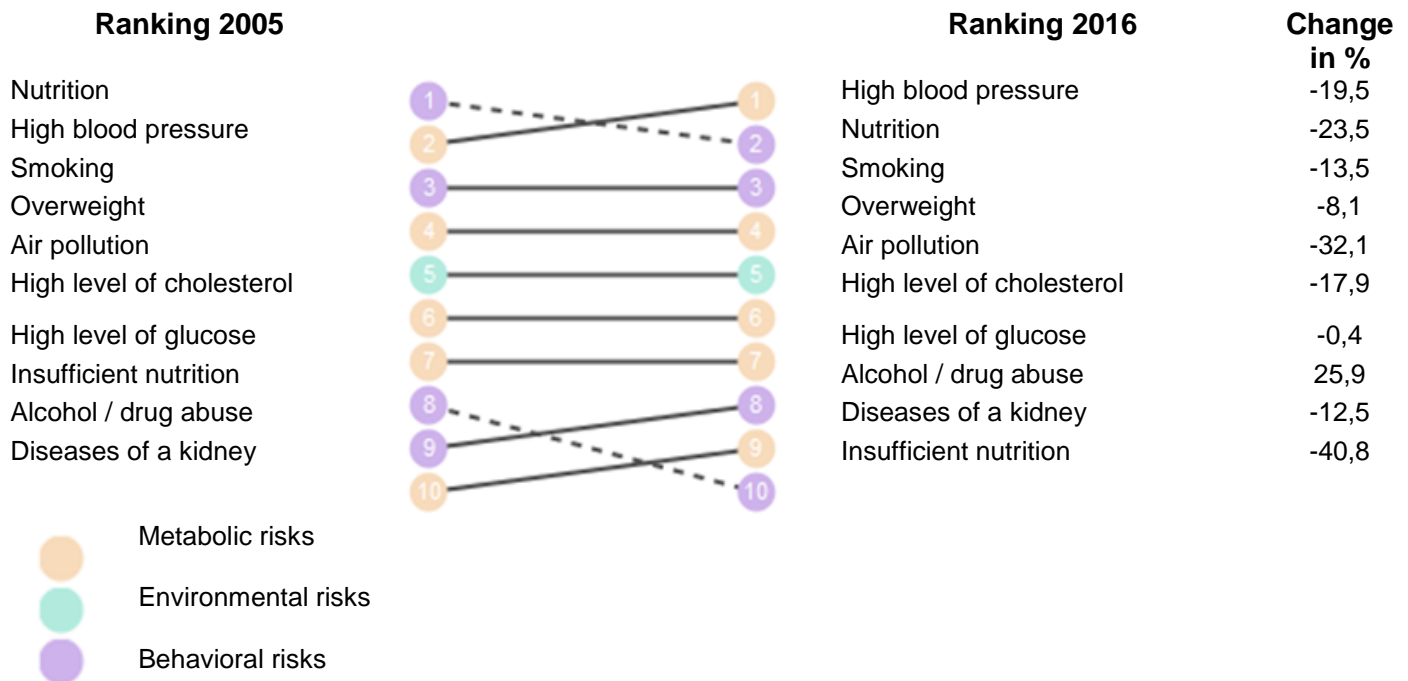 Ranking 2005 Ranking 2016 Change
in %
Nutrition 1 1 High blood pressure -19,5
High blood pressure 2 2 Nutrition -23,5
Smoking 3 3 Smoking -13,5
Overweight 4 4 Overweight -8,1
Air pollution 5 5 Air pollution -32,1
High level of cholesterol 6 6 High level of cholesterol -17,9
High level of glucose 7 7 High level of glucose -0,4
Insufficient nutrition 8 8 Alcohol / drug abuse 25,9
Alcohol / drug abuse 9 9 Diseases of a kidney -12,5
Diseases of a kidney 10 10 Insufficient nutrition -40,8
Metabolic risks
Environmental risks
Behavioral risks